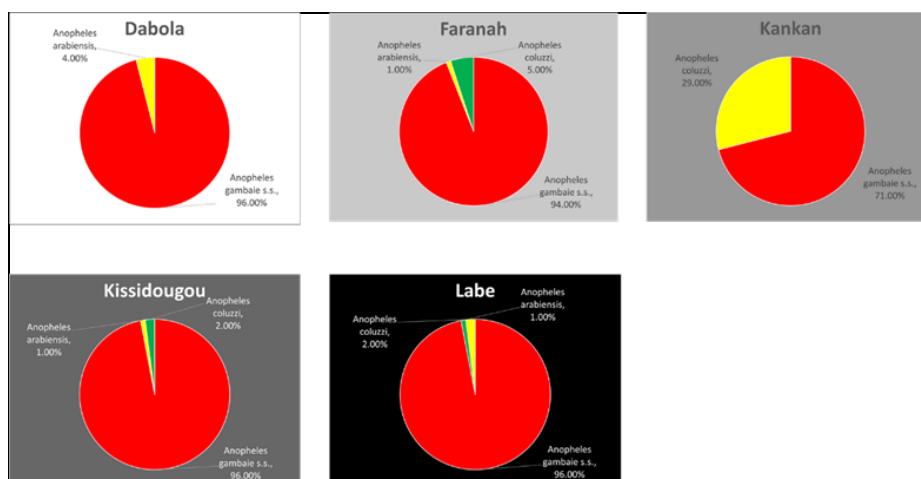 Dabola
Anopheles
arabiensis,
4.00%
Anopheles
gambaie s.s.,
96.00%
Faranah
Anopheles
arabiensis,
1.00%
Anopheles
coluzzi,
5.00%
Anopheles
gambaie s.s.,
94.00%
Kankan
Anopheles
coluzzi,
29.00%
Anopheles
gambaie s.s.,
71.00%
Kissidougou
Anopheles
arabiensis,
1.00%
Anopheles
coluzzi,
2.00%
Anopheles
gambaie s.s.,
96.00%
Labe
Anopheles
coluzzi,
2.00%
Anopheles
arabiensis,
1.00%
Anopheles
gambaie s.s.,
96.00%